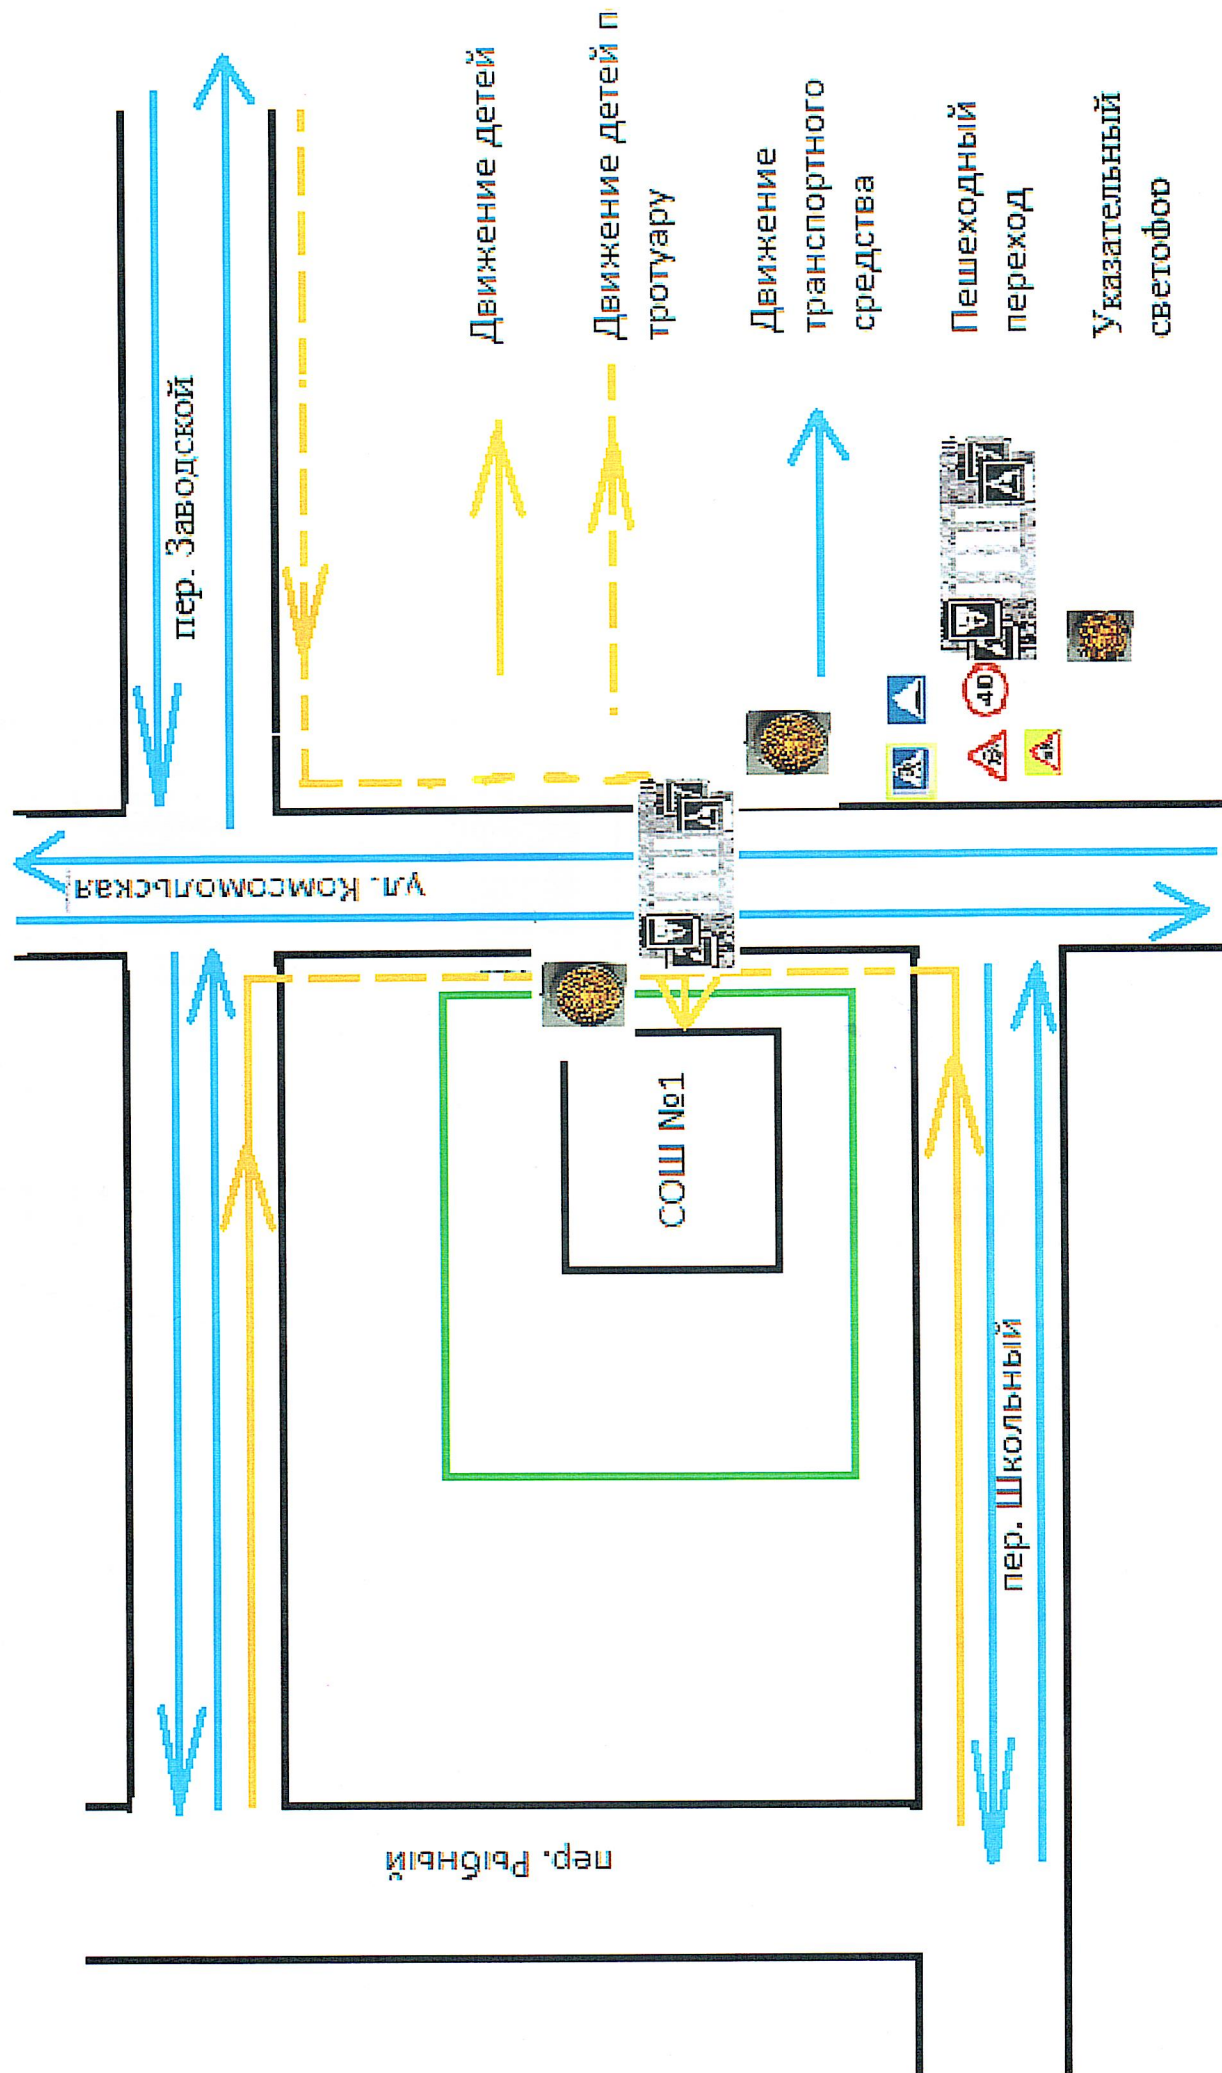 пер. Заводской
ул. Комсомольская
Движение детей
Движение детей п
тротуару
Движение
транспортного
средства
Пешеходный
переход
Указательный
светофор
40
СОШ №1
пер. Школьный
пер. Рыбный